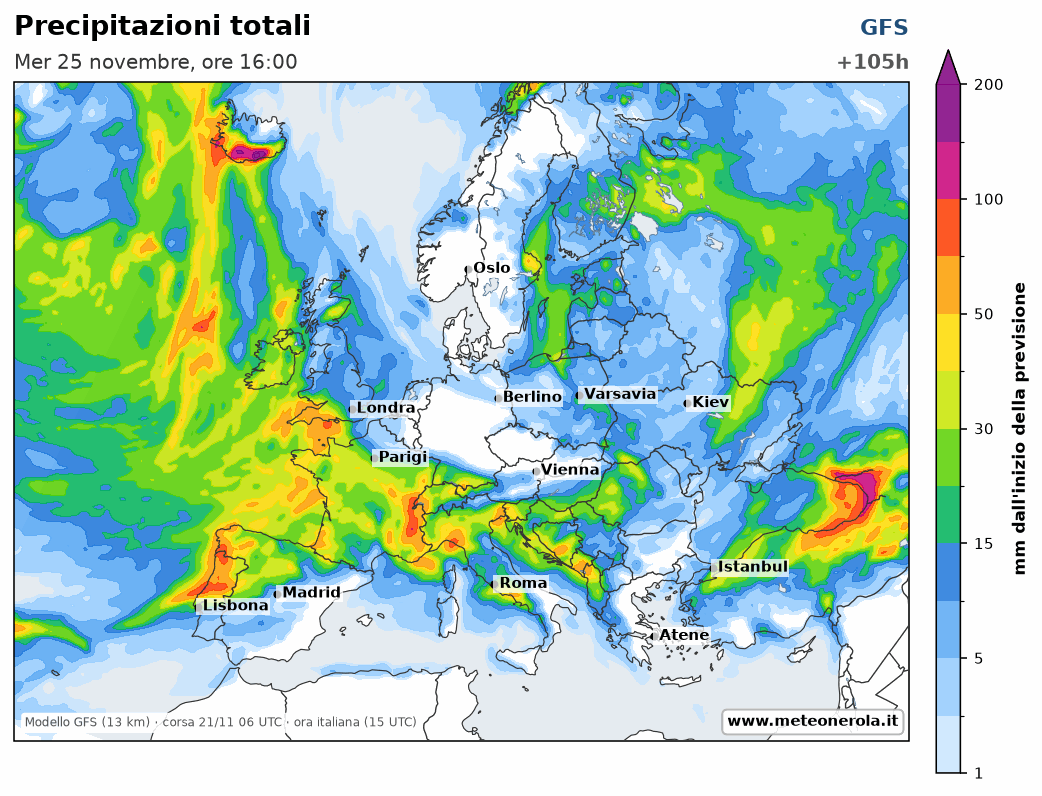 Precipitazioni totali
GFS
Mer 25 novembre, ore 16:00
+105h
200
100
50
30
15
5
1
mm dall'inizio della previsione
Oslo
Berlino
Varsavia
Kiev
Londra
Parigi
Vienna
Istanbul
Roma
Madrid
Lisbona
Atene
Modello GFS (13 km) · corsa 21/11 06 UTC · ora italiana (15 UTC)
www.meteonerola.it